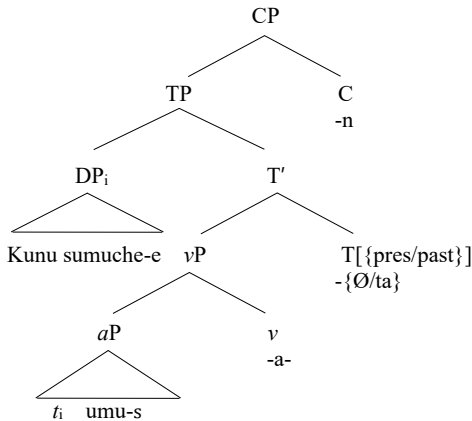 CP
TP C
-n
DPᵢ T′
Kunu sumuche-e vP T[{pres/past}]
-{Ø/ta}
aP v
-a-
tᵢ umu-s